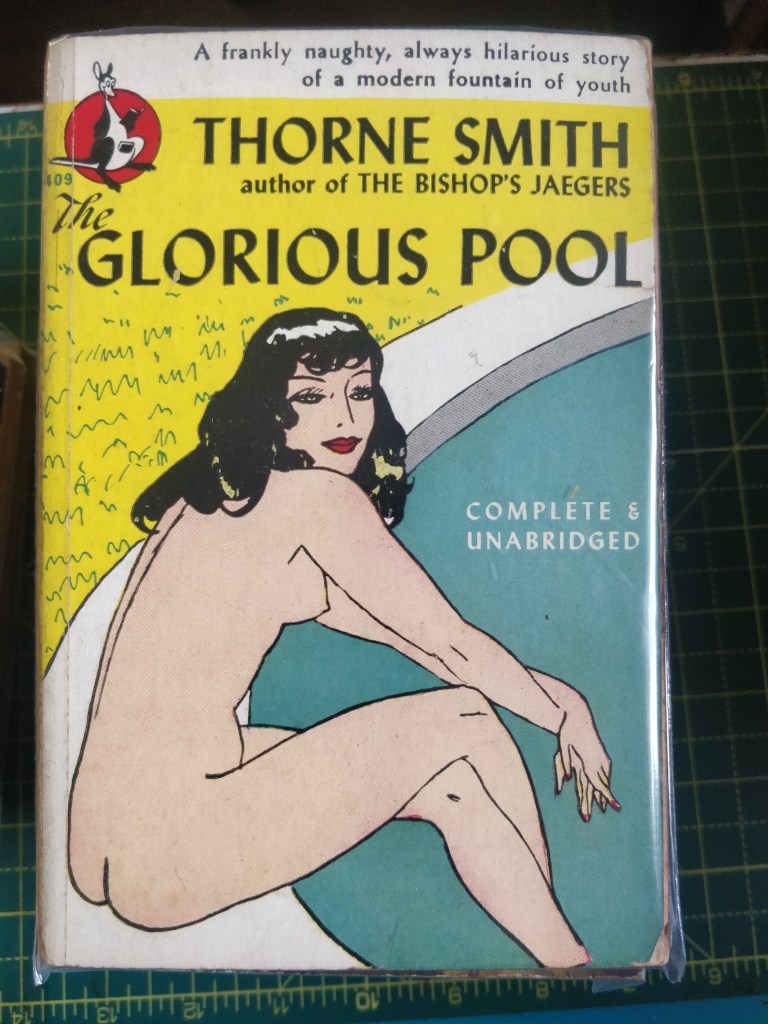 A frankly naughty, always hilarious story
of a modern fountain of youth
THORNE SMITH
author of THE BISHOP'S JAEGERS
409
The
GLORIOUS POOL
COMPLETE &
UNABRIDGED